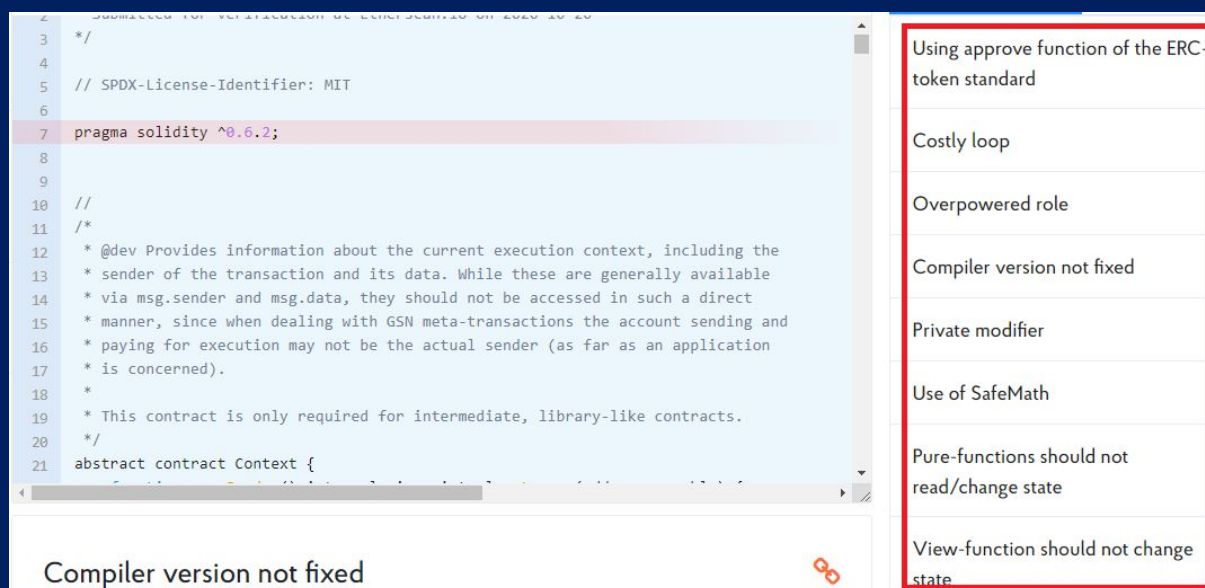 2
3 */
4
5 // SPDX-License-Identifier: MIT
6
7 pragma solidity ^0.6.2;
8
9
10 //
11 /*
12 * @dev Provides information about the current execution context, including the
13 * sender of the transaction and its data. While these are generally available
14 * via msg.sender and msg.data, they should not be accessed in such a direct
15 * manner, since when dealing with GSN meta-transactions the account sending and
16 * paying for execution may not be the actual sender (as far as an application
17 * is concerned).
18 *
19 * This contract is only required for intermediate, library-like contracts.
20 */
21 abstract contract Context {
Compiler version not fixed
Using approve function of the ERC-
token standard
Costly loop
Overpowered role
Compiler version not fixed
Private modifier
Use of SafeMath
Pure-functions should not
read/change state
View-function should not change
state